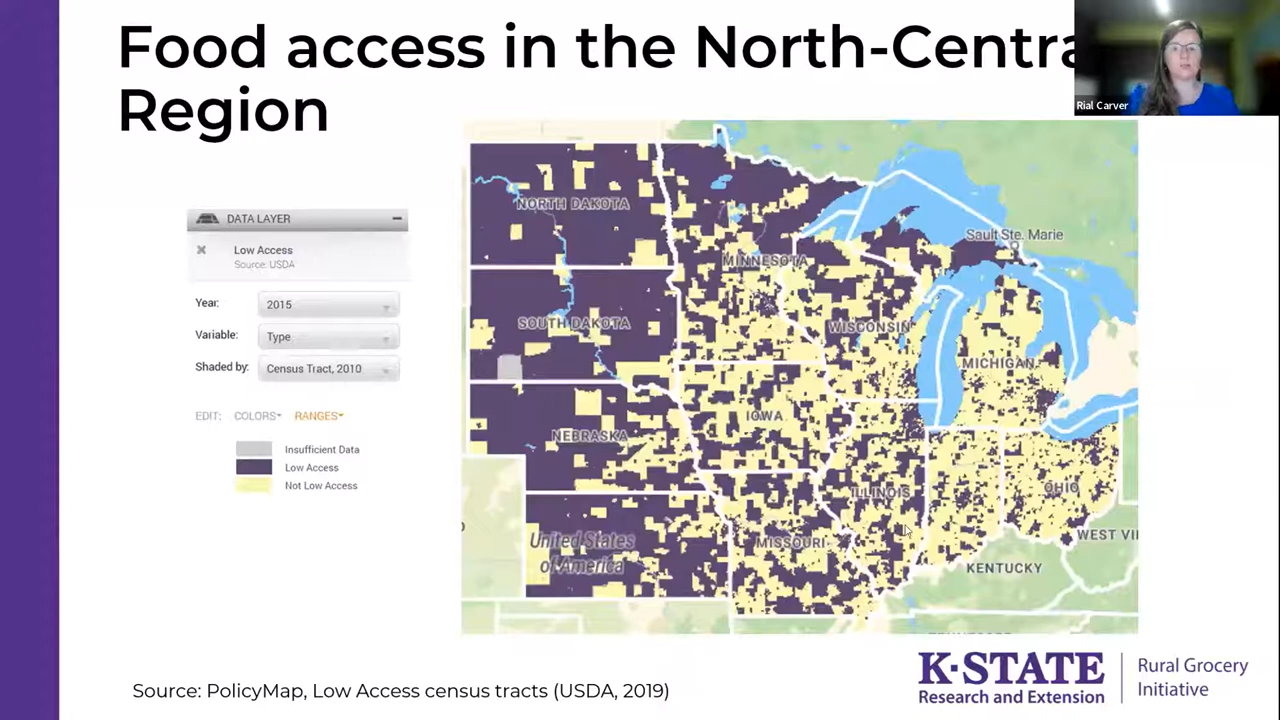 Food access in the North-Centra
Region
Rial Carver
DATA LAYER
Low Access
Source: USDA
Year:
2015
Variable:
Type
Shaded by:
Census Tract, 2010
EDIT:
COLORS
RANGES
Insufficient Data
Low Access
Not Low Access
NORTH DAKOTA
Sault Ste. Marie
MINNESOTA
SOUTH DAKOTA
WISCONSIN
MICHIGAN
IOWA
NEBRASKA
ILLINOIS
OHIO
United States
of America
MISSOURI
WEST VI
KENTUCKY
Source: PolicyMap, Low Access census tracts (USDA, 2019)
K-STATE
Research and Extension
Rural Grocery
Initiative